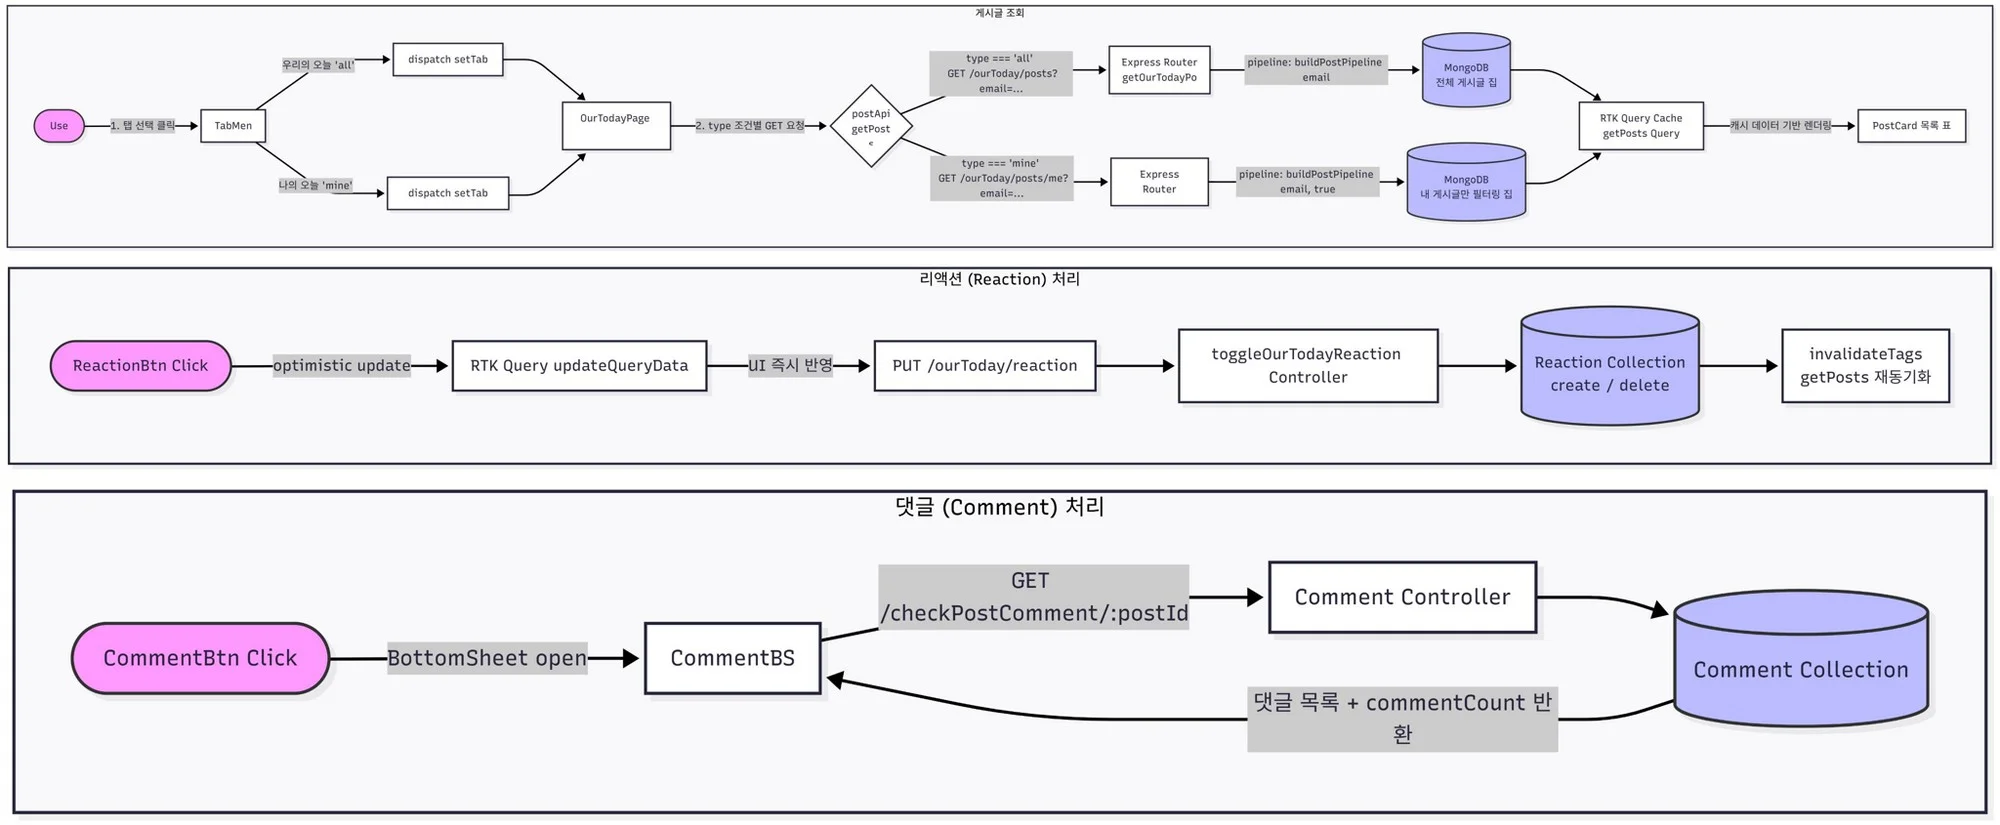 게시글 조회
Use
1. 탭 선택 클릭
TabMen
우리의 오늘 'all'
dispatch setTab
나의 오늘 'mine'
dispatch setTab
OurTodayPage
2. type 조건별 GET 요청
postApi
getPost
e
type === 'all'
GET /ourToday/posts?
email=...
Express Router
getOurTodayPo
pipeline: buildPostPipeline
email
MongoDB
전체 게시글 집
type === 'mine'
GET /ourToday/posts/me?
email=...
Express
Router
pipeline: buildPostPipeline
email, true
MongoDB
내 게시글만 필터링 집
RTK Query Cache
getPosts Query
캐시 데이터 기반 렌더링
PostCard 목록 표
리액션 (Reaction) 처리
ReactionBtn Click
optimistic update
RTK Query updateQueryData
UI 즉시 반영
PUT /ourToday/reaction
toggleOurTodayReaction
Controller
Reaction Collection
create / delete
invalidateTags
getPosts 재동기화
댓글 (Comment) 처리
CommentBtn Click
BottomSheet open
CommentBS
GET
/checkPostComment/:postId
Comment Controller
Comment Collection
댓글 목록 + commentCount 반
환